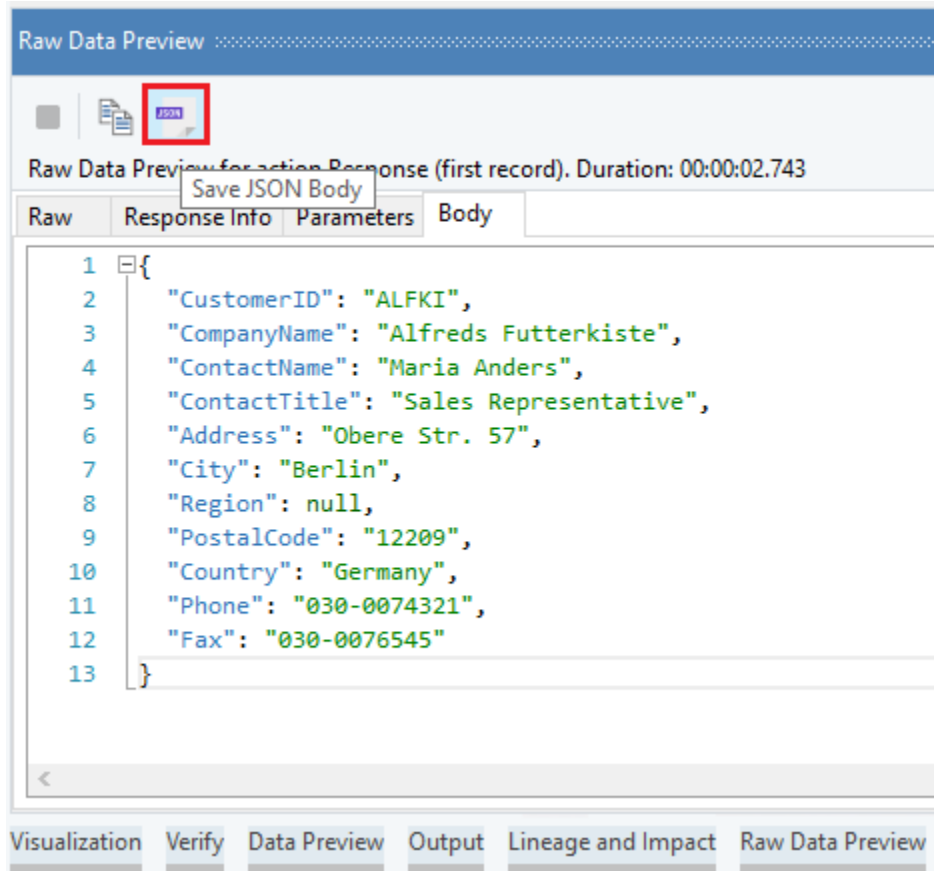 Raw Data Preview
JSON
Raw Data Preview for action Response (first record). Duration: 00:00:02.743
Save JSON Body
Raw Response Info Parameters Body
1 {
2 "CustomerID": "ALFKI",
3 "CompanyName": "Alfreds Futterkiste",
4 "ContactName": "Maria Anders",
5 "ContactTitle": "Sales Representative",
6 "Address": "Obere Str. 57",
7 "City": "Berlin",
8 "Region": null,
9 "PostalCode": "12209",
10 "Country": "Germany",
11 "Phone": "030-0074321",
12 "Fax": "030-0076545"
13 }
Visualization Verify Data Preview Output Lineage and Impact Raw Data Preview